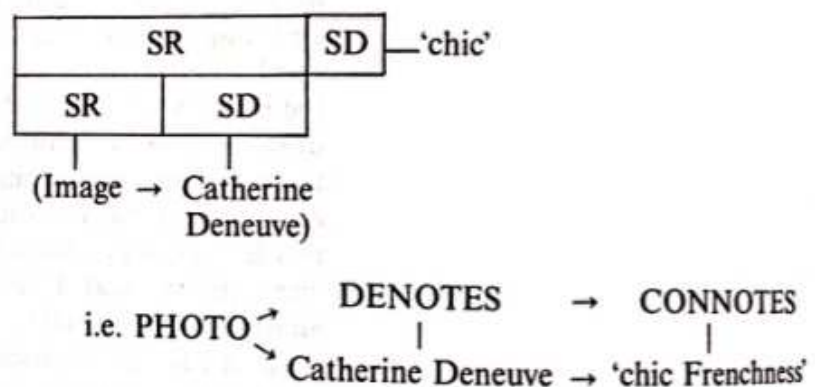 SR SD 'chic'
SR SD
(Image → Catherine
Deneuve)
DENOTES → CONNOTES
i.e. PHOTO
Catherine Deneuve → 'chic Frenchness'